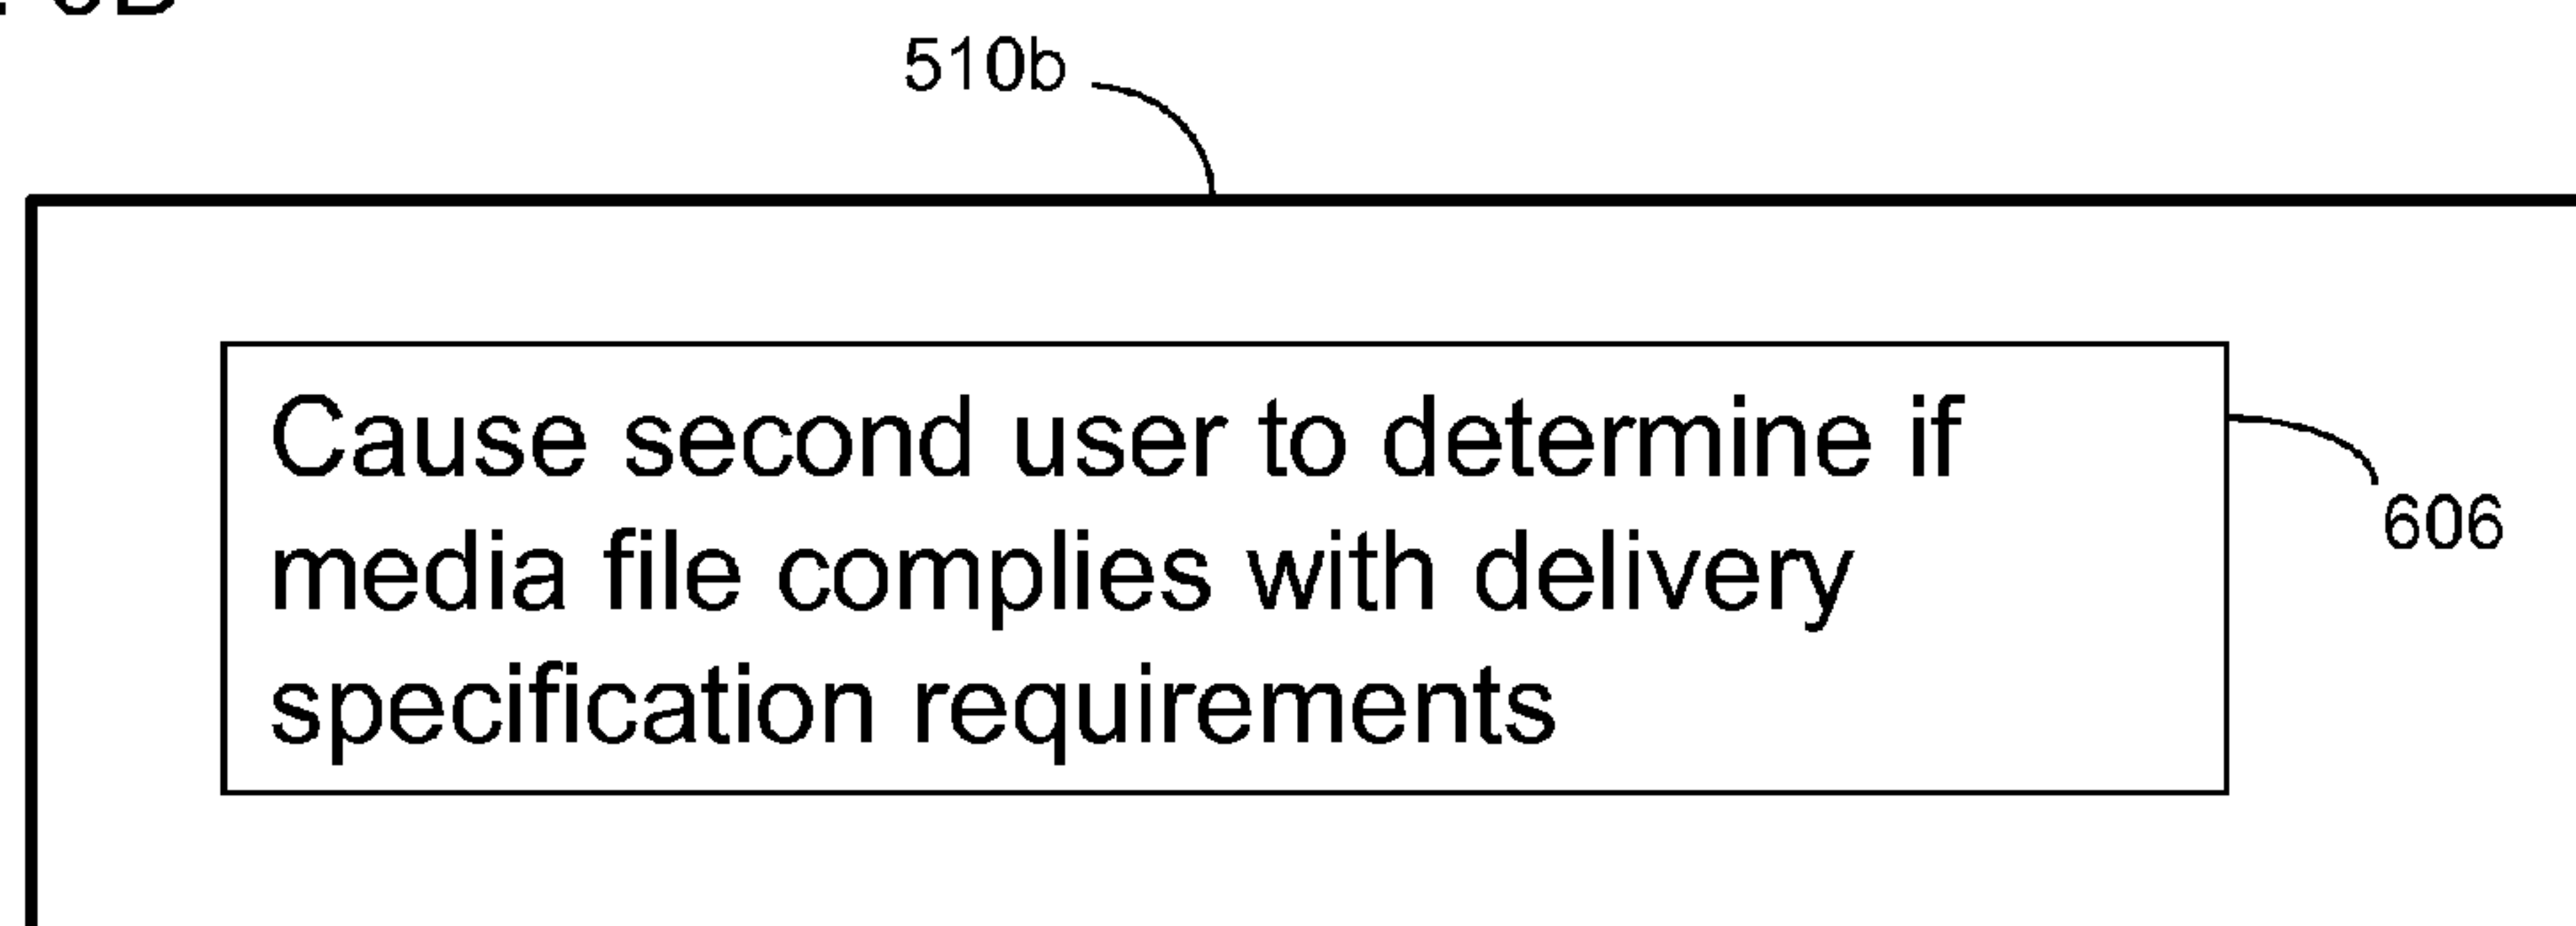 510b
Cause second user to determine if
media file complies with delivery
specification requirements
606